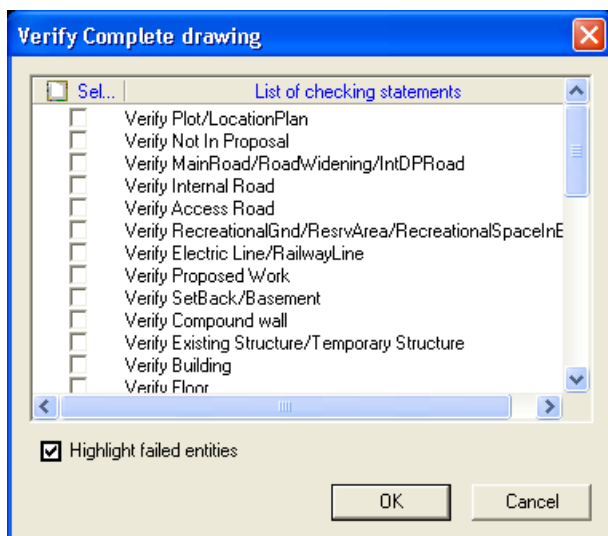 Verify Complete drawing
Sel... List of checking statements
Verify Plot/LocationPlan
Verify Not In Proposal
Verify MainRoad/RoadWidening/IntDPRoad
Verify Internal Road
Verify Access Road
Verify RecreationalGnd/ResrvArea/RecreationalSpaceInE
Verify Electric Line/RailwayLine
Verify Proposed Work
Verify SetBack/Basement
Verify Compound wall
Verify Existing Structure/Temporary Structure
Verify Building
Verify Floor
Highlight failed entities
OK Cancel